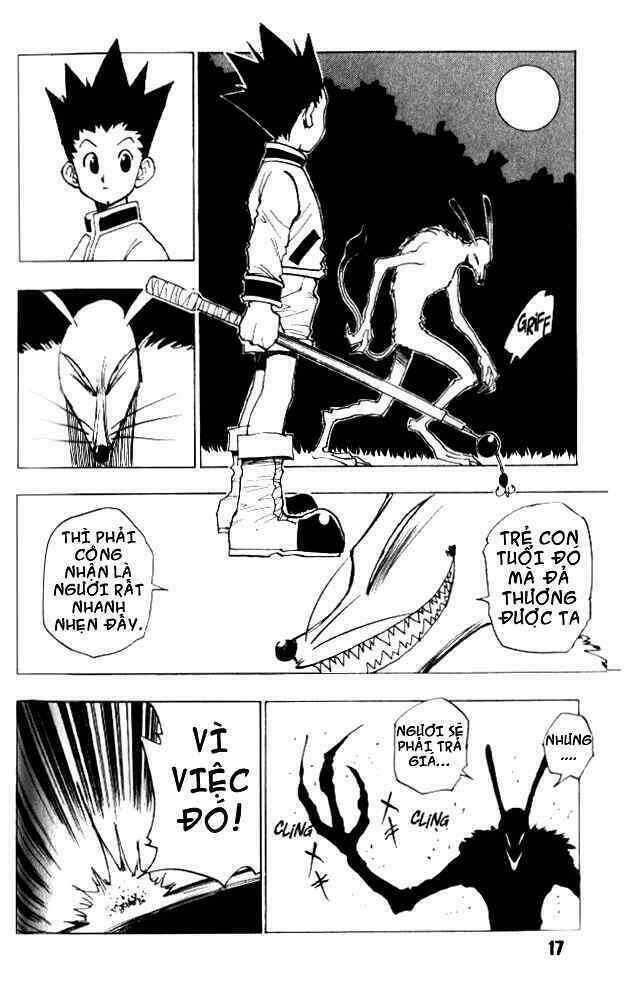 GRIFF
TRẺ CON
TUỔI ĐÓ
MÀ ĐẢ
THƯƠNG
ĐƯỢC TA
THÌ PHẢI
CÔNG
NHẬN LÀ
NGƯỜI RẤT
NHANH
NHẸN ĐẤY.
NHƯNG
....
NGƯƠI SẼ
PHẢI TRẢ
GIÁ...
CLING
CLING
VÌ
VIỆC
ĐÓ!
17